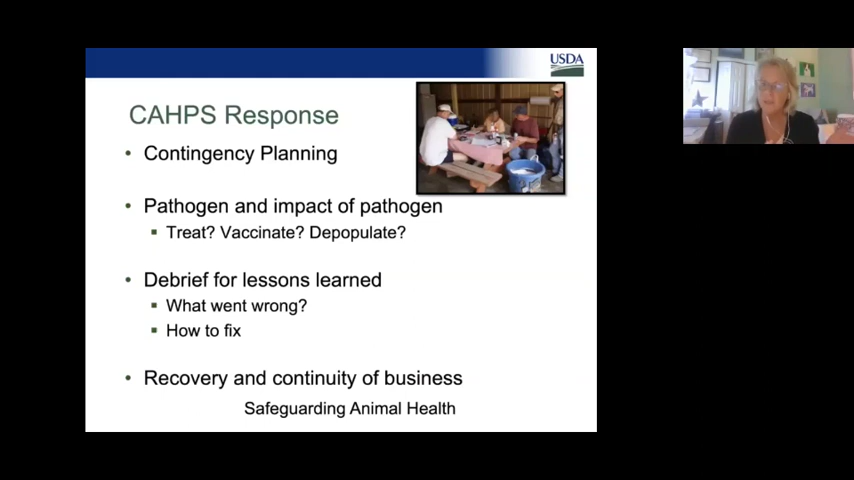 USDA
CAHPS Response
• Contingency Planning
• Pathogen and impact of pathogen
▪ Treat? Vaccinate? Depopulate?
• Debrief for lessons learned
▪ What went wrong?
▪ How to fix
• Recovery and continuity of business
Safeguarding Animal Health